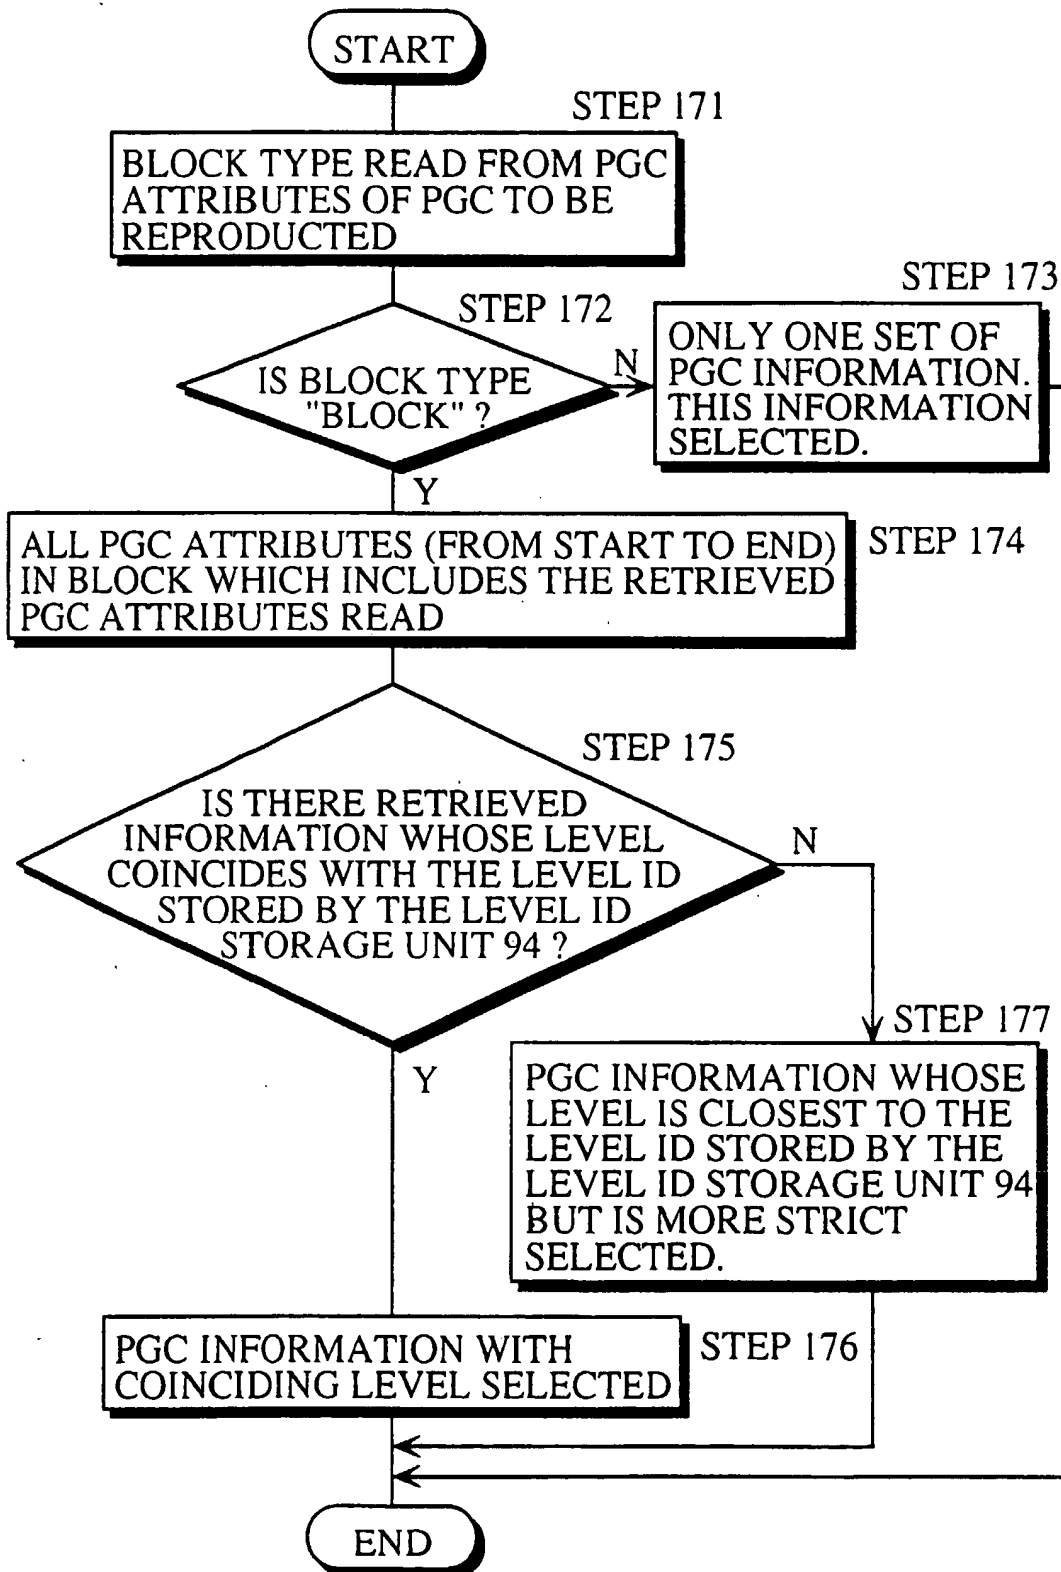 START
STEP 171
BLOCK TYPE READ FROM PGC
ATTRIBUTES OF PGC TO BE
REPRODUCTED
STEP 172
IS BLOCK TYPE
"BLOCK" ?
N
STEP 173
ONLY ONE SET OF
PGC INFORMATION.
THIS INFORMATION
SELECTED.
Y
STEP 174
ALL PGC ATTRIBUTES (FROM START TO END)
IN BLOCK WHICH INCLUDES THE RETRIEVED
PGC ATTRIBUTES READ
STEP 175
IS THERE RETRIEVED
INFORMATION WHOSE LEVEL
COINCIDES WITH THE LEVEL ID
STORED BY THE LEVEL ID
STORAGE UNIT 94 ?
N
Y
STEP 177
PGC INFORMATION WHOSE
LEVEL IS CLOSEST TO THE
LEVEL ID STORED BY THE
LEVEL ID STORAGE UNIT 94
BUT IS MORE STRICT
SELECTED.
STEP 176
PGC INFORMATION WITH
COINCIDING LEVEL SELECTED
END